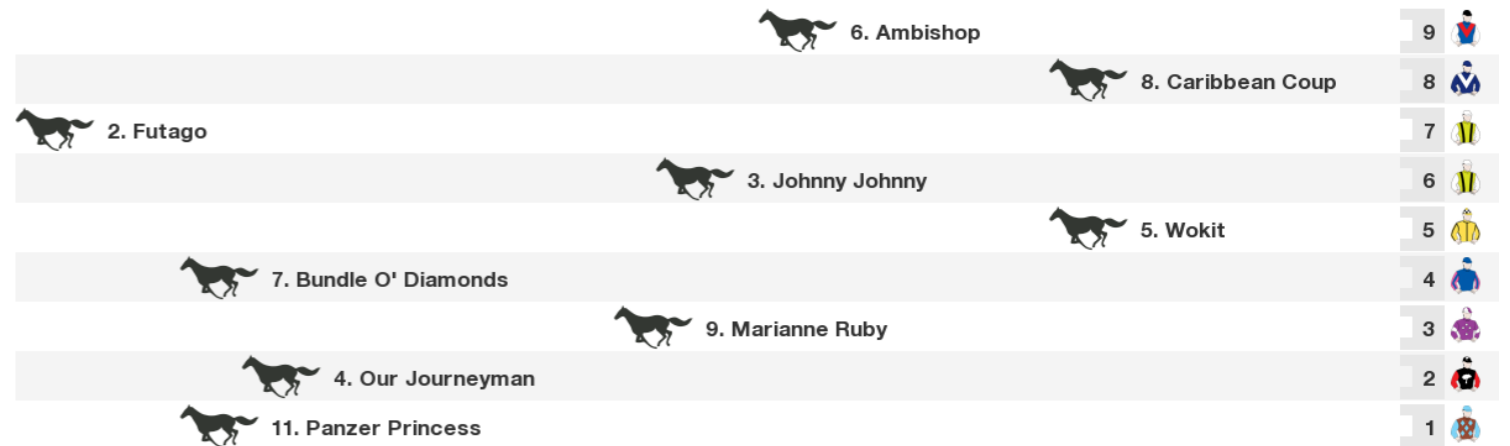 6. Ambishop 9
8. Caribbean Coup 8
2. Futago 7
3. Johnny Johnny 6
5. Wokit 5
7. Bundle O' Diamonds 4
9. Marianne Ruby 3
4. Our Journeyman 2
11. Panzer Princess 1